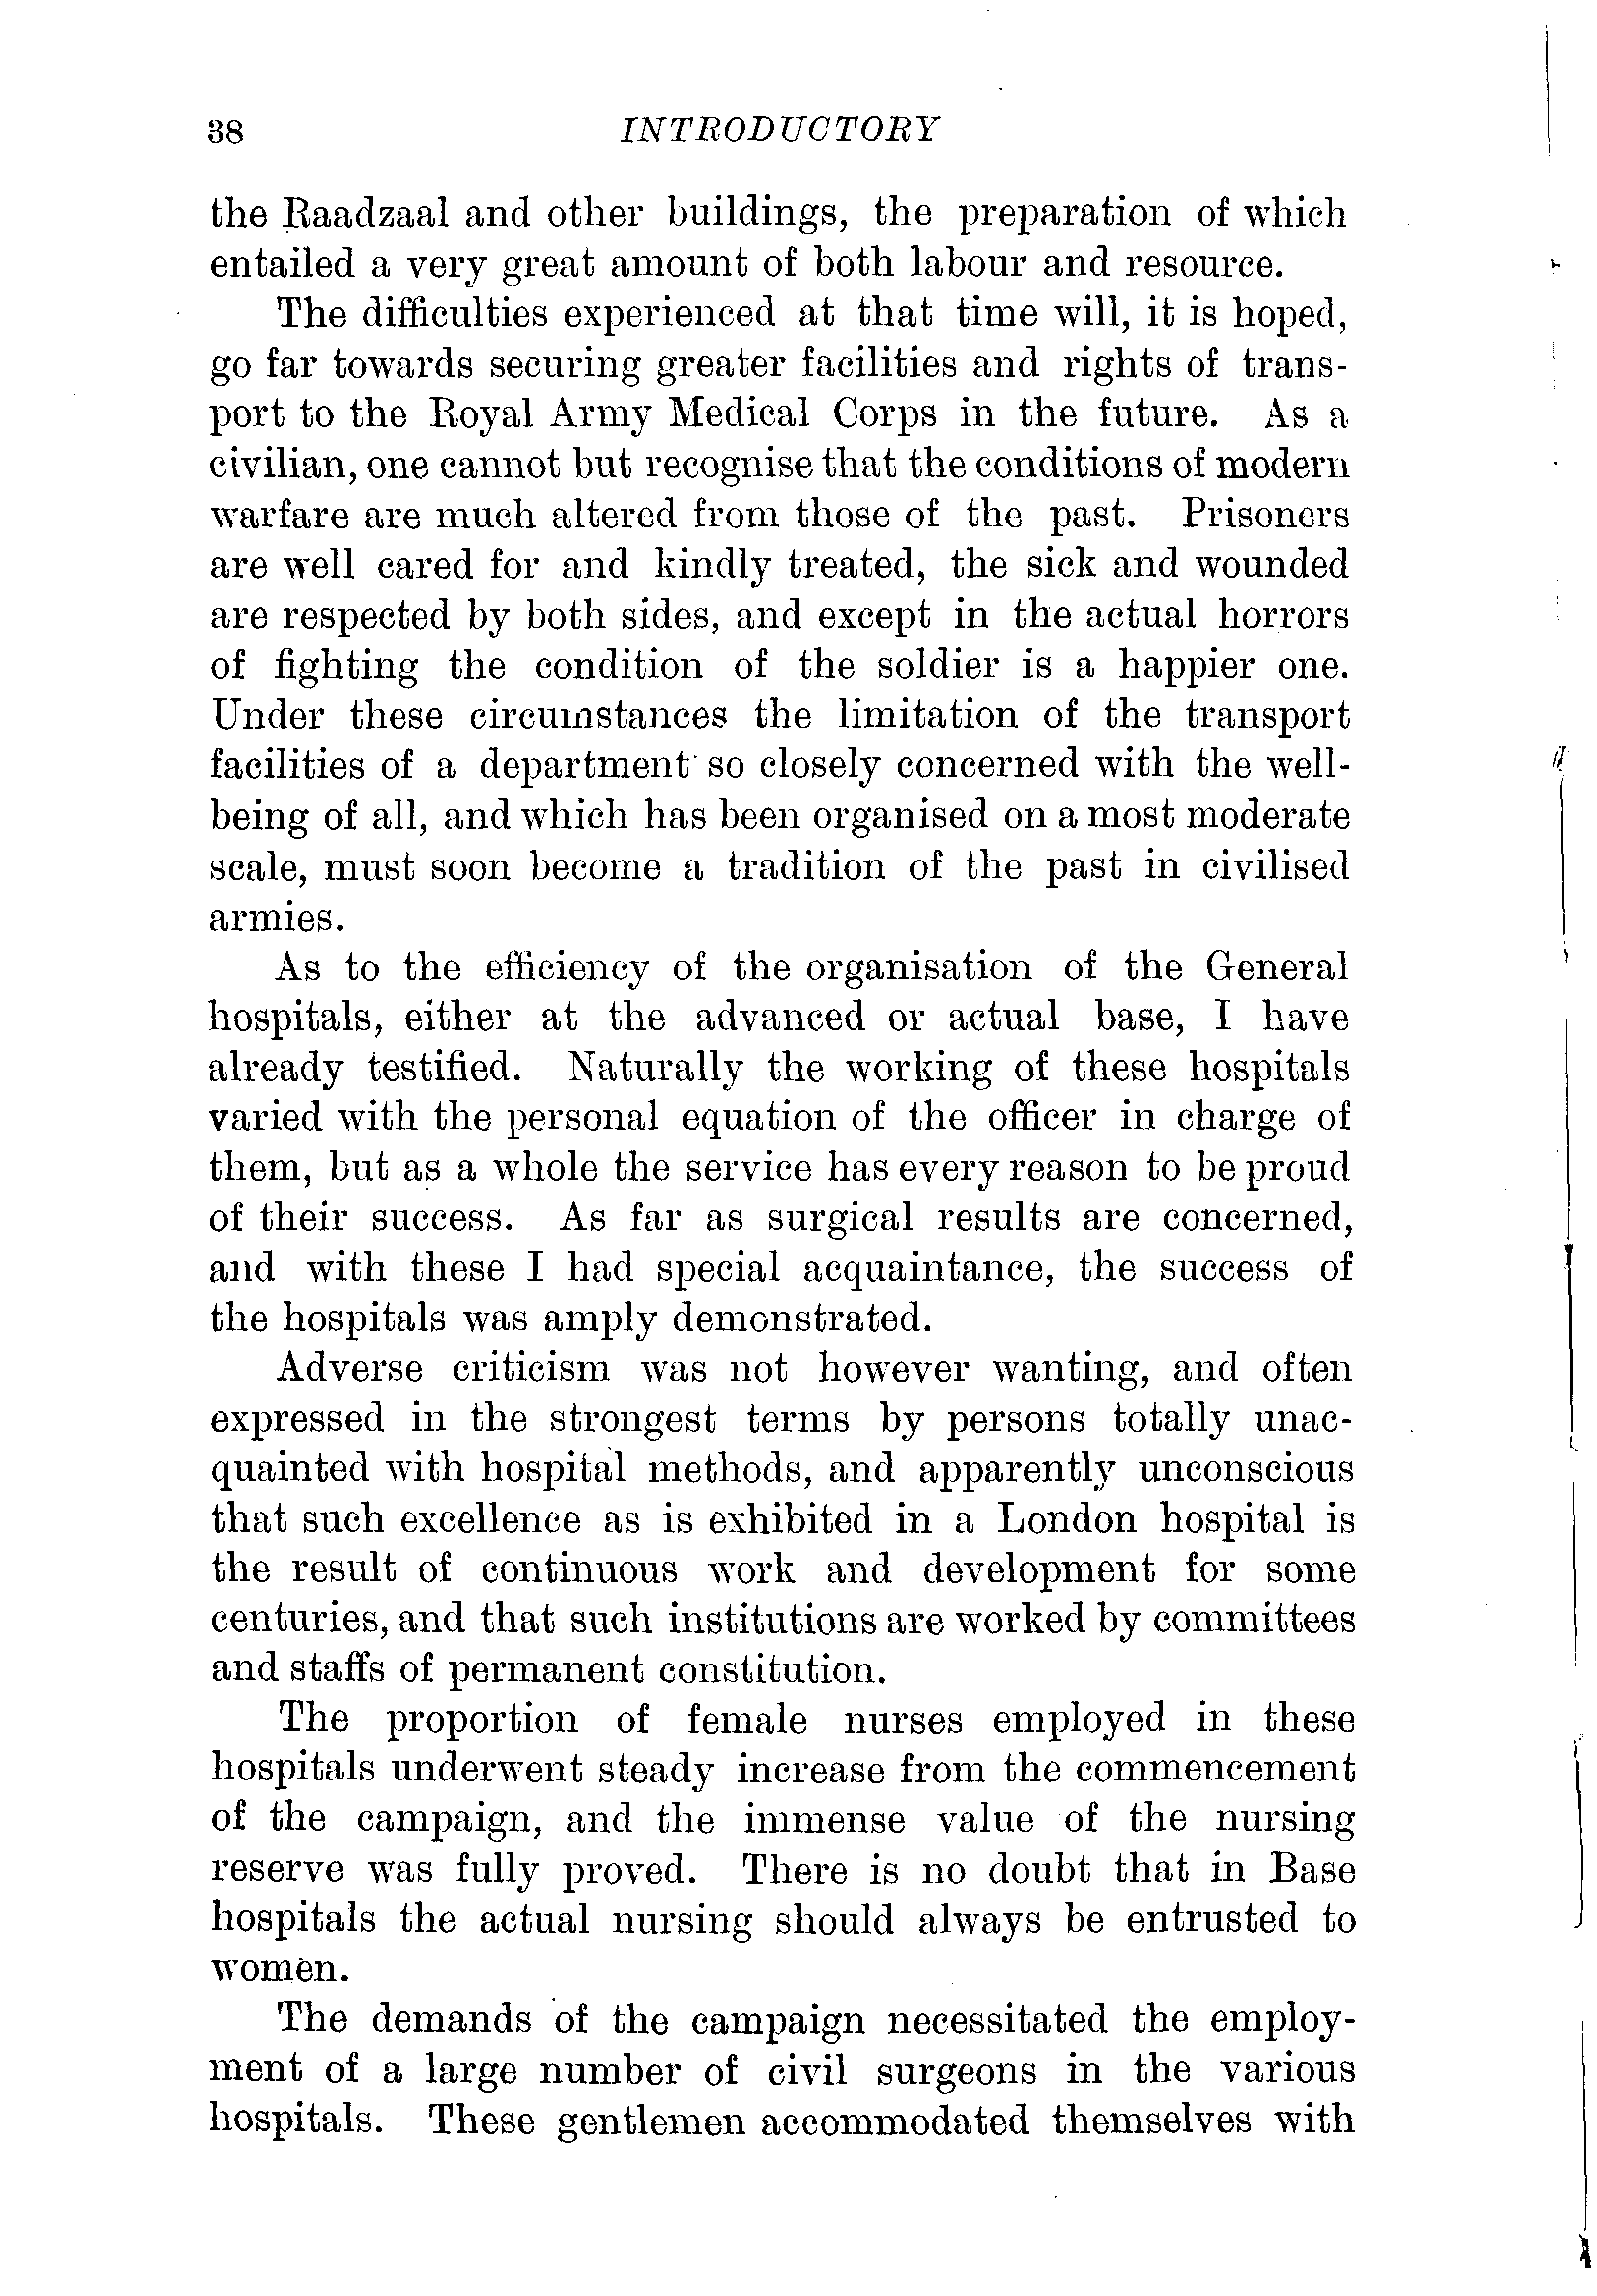 38 INTRODUCTORY
the Raadzaal and other buildings, the preparation of which
entailed a very great amount of both labour and resource.
The difficulties experienced at that time will, it is hoped,
go far towards securing greater facilities and rights of trans-
port to the Royal Army Medical Corps in the future. As a
civilian, one cannot but recognise that the conditions of modern
warfare are much altered from those of the past. Prisoners
are well cared for and kindly treated, the sick and wounded
are respected by both sides, and except in the actual horrors
of fighting the condition of the soldier is a happier one.
Under these circumstances the limitation of the transport
facilities of a department so closely concerned with the well-
being of all, and which has been organised on a most moderate
scale, must soon become a tradition of the past in civilised
armies.
As to the efficiency of the organisation of the General
hospitals, either at the advanced or actual base, I have
already testified. Naturally the working of these hospitals
varied with the personal equation of the officer in charge of
them, but as a whole the service has every reason to be proud
of their success. As far as surgical results are concerned,
and with these I had special acquaintance, the success of
the hospitals was amply demonstrated.
Adverse criticism was not however wanting, and often
expressed in the strongest terms by persons totally unac-
quainted with hospital methods, and apparently unconscious
that such excellence as is exhibited in a London hospital is
the result of continuous work and development for some
centuries, and that such institutions are worked by committees
and staffs of permanent constitution.
The proportion of female nurses employed in these
hospitals underwent steady increase from the commencement
of the campaign, and the immense value of the nursing
reserve was fully proved. There is no doubt that in Base
hospitals the actual nursing should always be entrusted to
women.
The demands of the campaign necessitated the employ-
ment of a large number of civil surgeons in the various
hospitals. These gentlemen accommodated themselves with